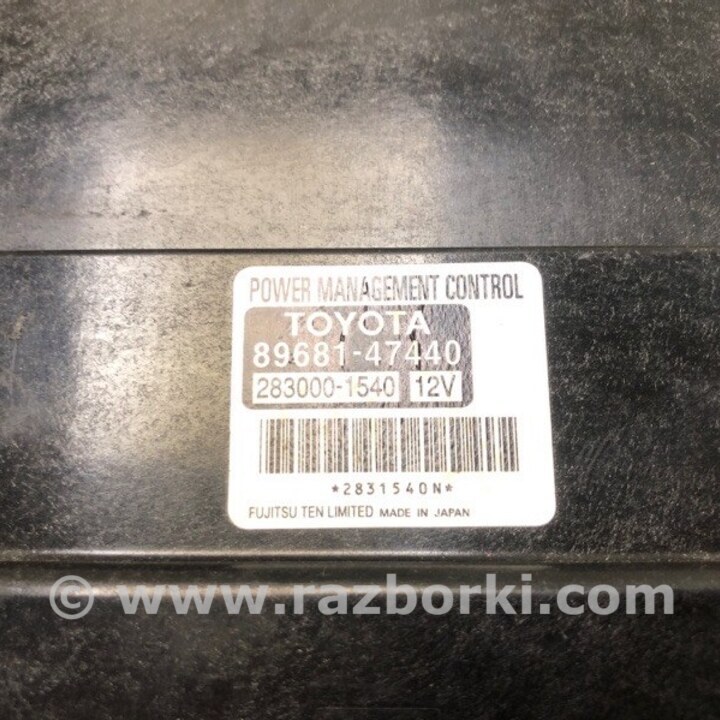 POWER MANAGEMENT CONTROL
TOYOTA
89681-47440
283000-1540 12V
*2831540N*
FUJITSU TEN LIMITED MADE IN JAPAN
© www.razborki.com